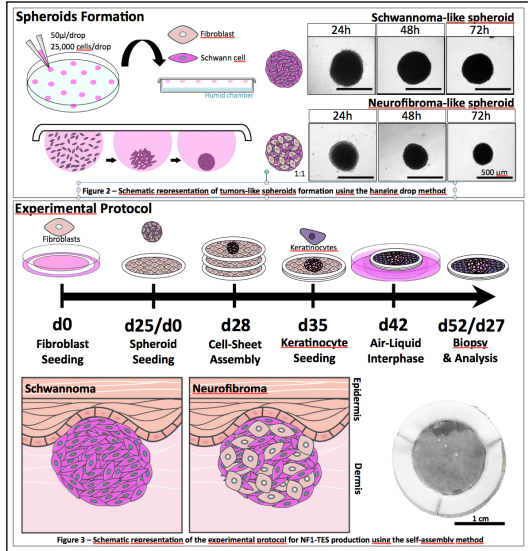 Spheroids Formation
50µl/drop
25,000 cells/drop
Fibroblast
Schwann cell
Humid chamber
1:1
Schwannoma-like spheroid
24h 48h 72h
Neurofibroma-like spheroid
24h 48h 72h
500 um
Figure 2 – Schematic representation of tumors-like spheroids formation using the hanging drop method
Experimental Protocol
Fibroblasts
Keratinocytes
d0 d25/d0 d28 d35 d42 d52/d27
Fibroblast Spheroid Cell-Sheet Keratinocyte Air-Liquid Biopsy
Seeding Seeding Assembly Seeding Interphase & Analysis
Schwannoma
Neurofibroma
Epidermis
Dermis
1 cm
Figure 3 – Schematic representation of the experimental protocol for NF1-TES production using the self-assembly method